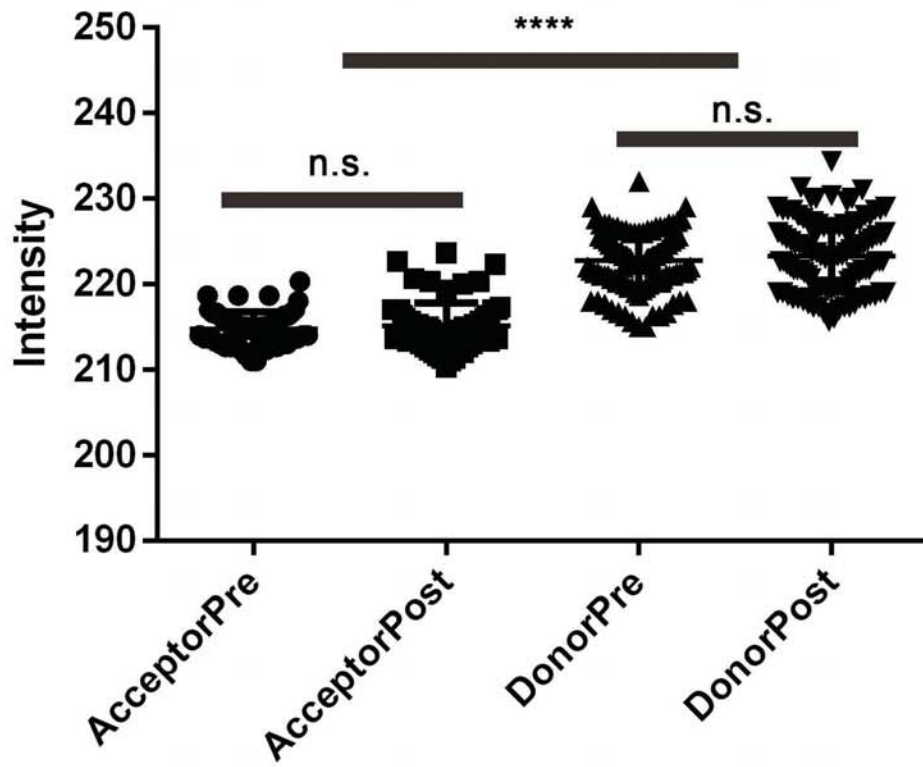 250
****
240
n.s.
n.s.
230
220
210
200
190
Intensity
AcceptorPre
AcceptorPost
DonorPre
DonorPost